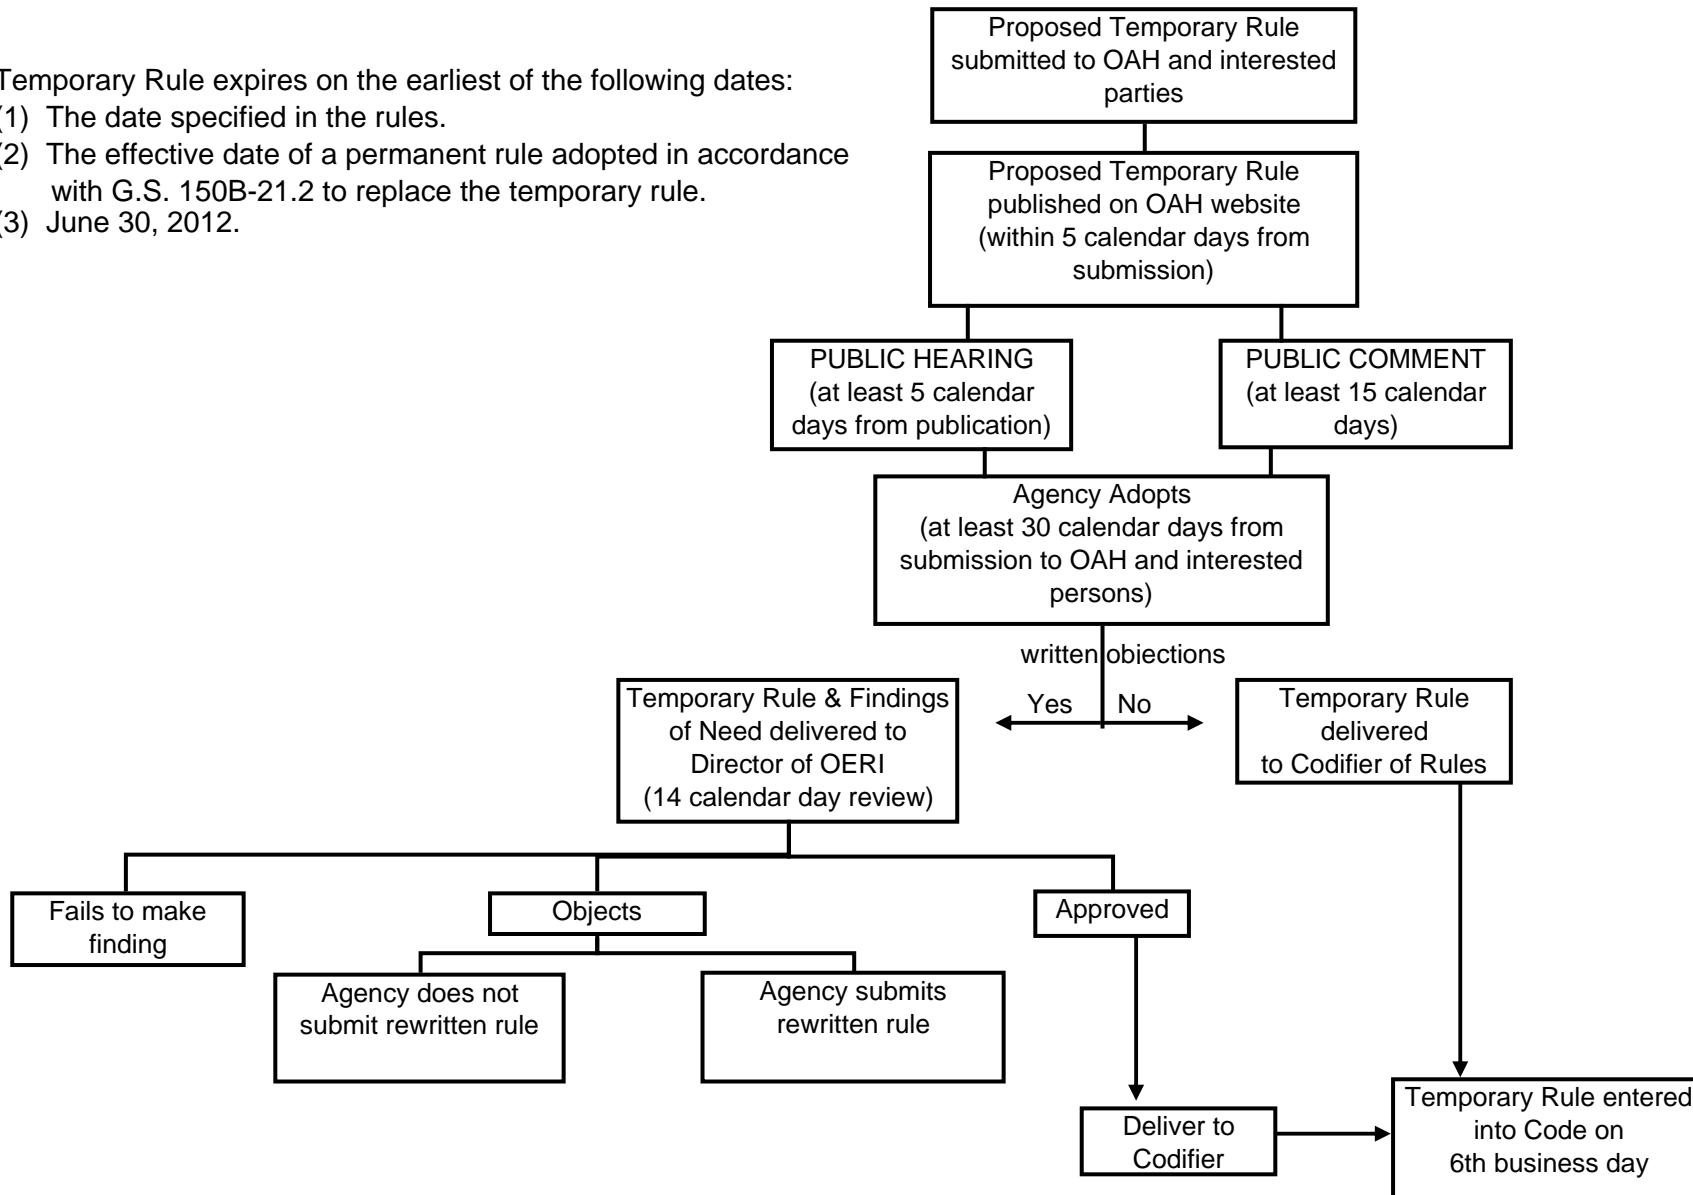 Temporary Rule expires on the earliest of the following dates:
(1) The date specified in the rules.
(2) The effective date of a permanent rule adopted in accordance
with G.S. 150B-21.2 to replace the temporary rule.
(3) June 30, 2012.
Proposed Temporary Rule
submitted to OAH and interested
parties
Proposed Temporary Rule
published on OAH website
(within 5 calendar days from
submission)
PUBLIC HEARING
(at least 5 calendar
days from publication)
PUBLIC COMMENT
(at least 15 calendar
days)
Agency Adopts
(at least 30 calendar days from
submission to OAH and interested
persons)
written objections
Yes No
Temporary Rule & Findings
of Need delivered to
Director of OERI
(14 calendar day review)
Temporary Rule
delivered
to Codifier of Rules
Fails to make
finding
Objects
Approved
Agency does not
submit rewritten rule
Agency submits
rewritten rule
Deliver to
Codifier
Temporary Rule entered
into Code on
6th business day